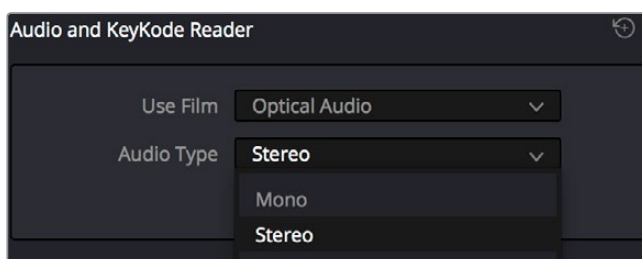 Audio and KeyKode Reader
Use Film Optical Audio
Audio Type Stereo
Mono
Stereo